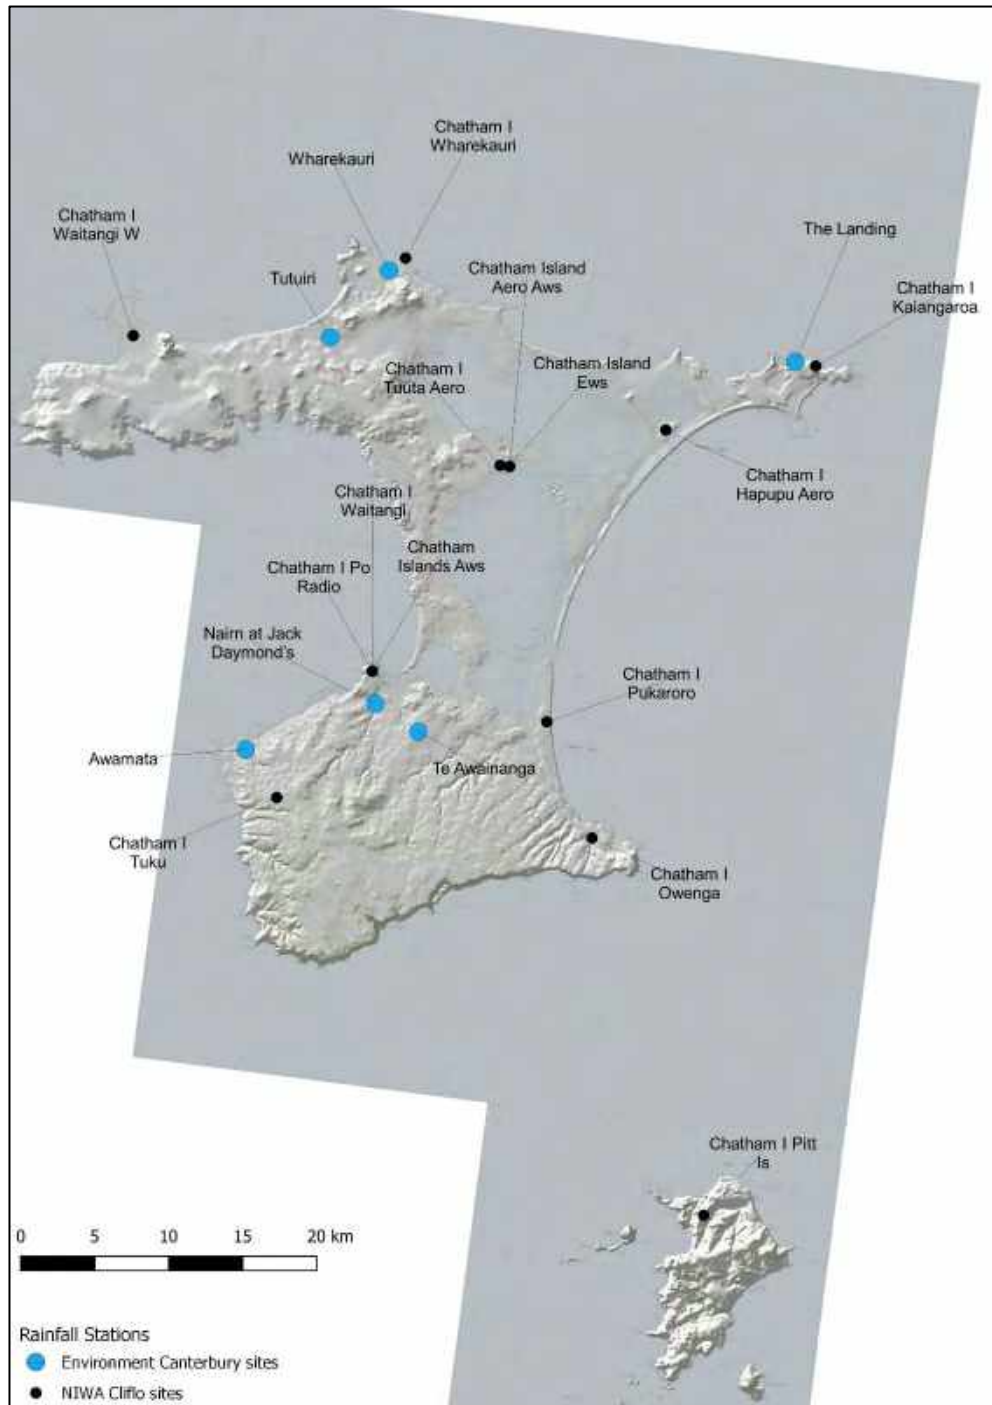 Chatham I
Wharekauri
Wharekauri
Chatham I
Waitangi W
The Landing
Tutuiri
Chatham Island
Aero Aws
Chatham I
Kaiangaroa
Chatham I
Tuuta Aero
Chatham Island
Ews
Chatham I
Hapupu Aero
Chatham I
Waitangi
Chatham
Islands Aws
Chatham I Po
Radio
Nairn at Jack
Daymond's
Chatham I
Pukaroro
Awamata
Te Awainanga
Chatham I
Tuku
Chatham I
Owenga
Chatham I Pitt
Is
0 5 10 15 20 km
Rainfall Stations
Environment Canterbury sites
NIWA Cliflo sites